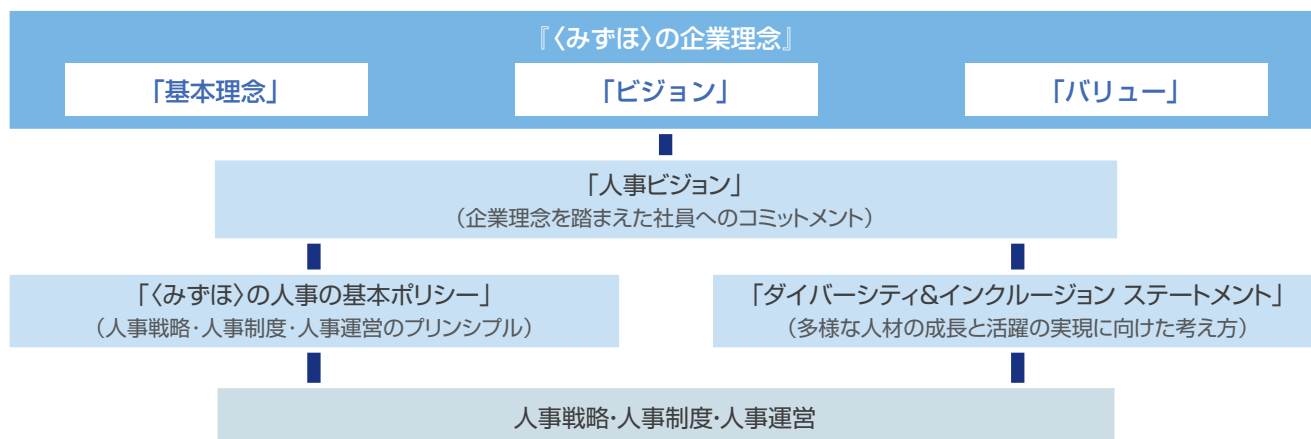 『〈みずほ〉の企業理念』
「基本理念」
「ビジョン」
「バリュー」
「人事ビジョン」
（企業理念を踏まえた社員へのコミットメント）
「〈みずほ〉の人事の基本ポリシー」
（人事戦略・人事制度・人事運営のプリンシプル）
「ダイバーシティ&インクルージョン ステートメント」
（多様な人材の成長と活躍の実現に向けた考え方）
人事戦略・人事制度・人事運営